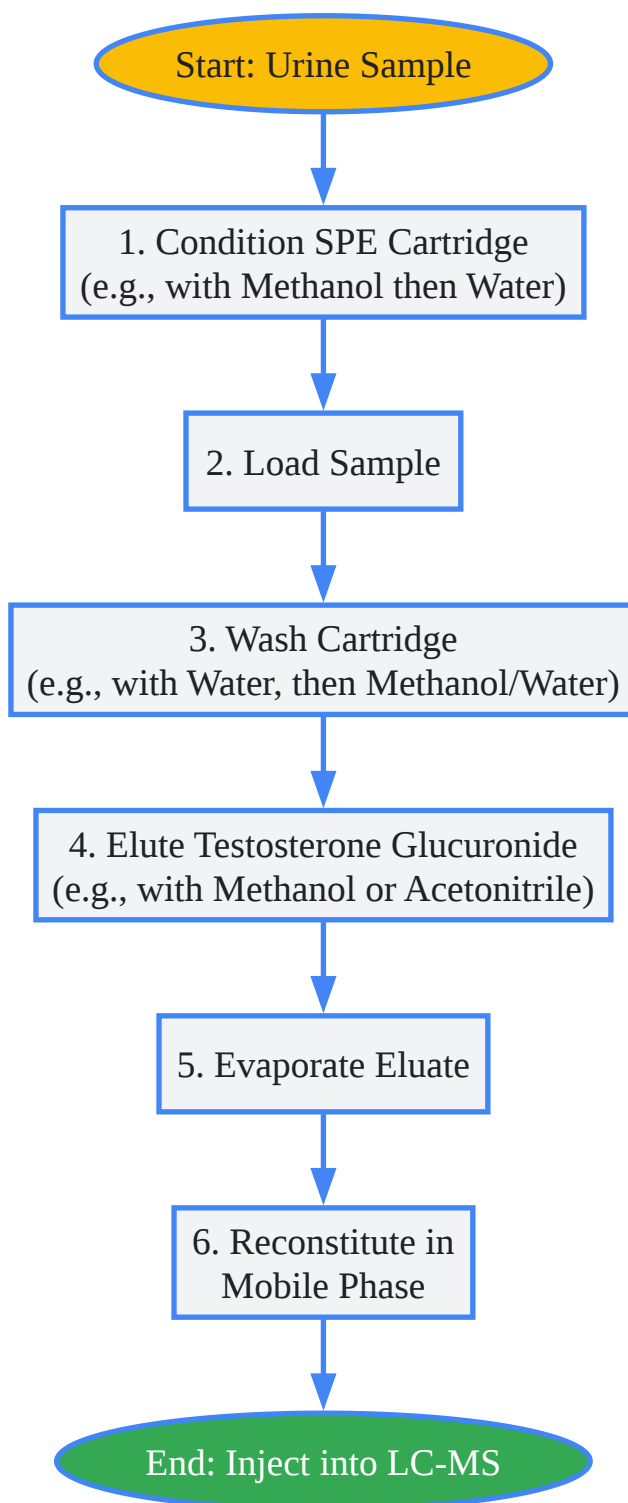 Start: Urine Sample
1. Condition SPE Cartridge
(e.g., with Methanol then Water)
2. Load Sample
3. Wash Cartridge
(e.g., with Water, then Methanol/Water)
4. Elute Testosterone Glucuronide
(e.g., with Methanol or Acetonitrile)
5. Evaporate Eluate
6. Reconstitute in
Mobile Phase
End: Inject into LC-MS